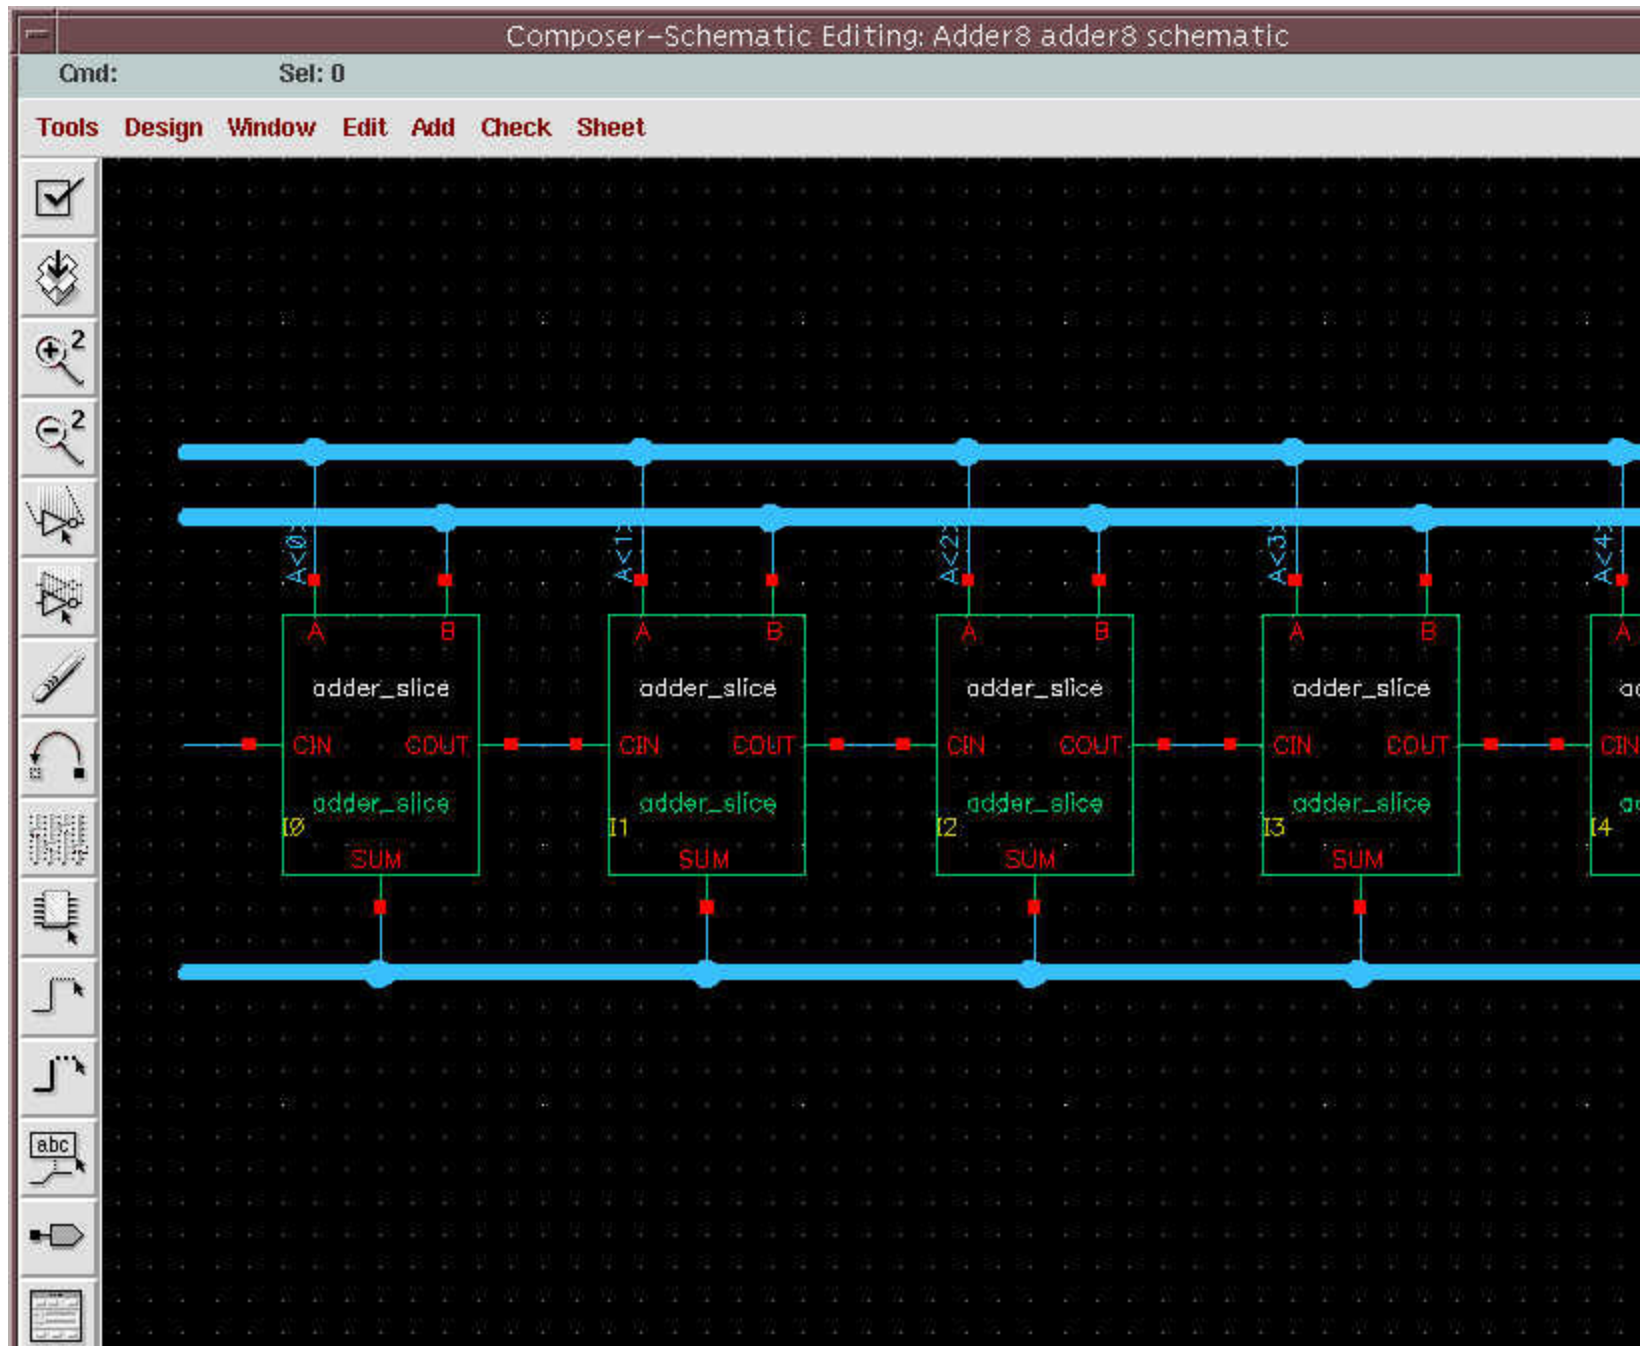 Composer-Schematic Editing: Adder8 adder8 schematic
Cmd: Sel: 0
Tools Design Window Edit Add Check Sheet
2
2
A<0> A<1> A<2> A<3> A<4>
A B A B A B A B A
adder_slice adder_slice adder_slice adder_slice
CIN COUT CIN COUT CIN COUT CIN COUT CIN
adder_slice adder_slice adder_slice adder_slice
I0 I1 I2 I3 I4
SUM SUM SUM SUM
abc